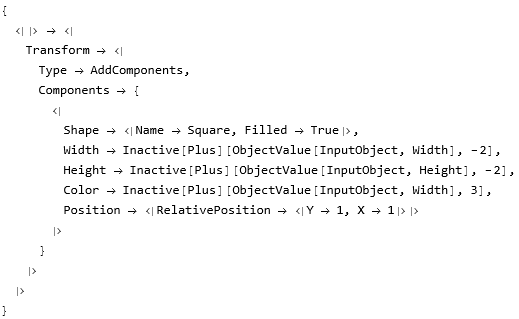 {
<| |> → <|
Transform → <|
Type → AddComponents,
Components → {
<|
Shape → <|Name → Square, Filled → True|>,
Width → Inactive[Plus][ObjectValue[InputObject, Width], -2],
Height → Inactive[Plus][ObjectValue[InputObject, Height], -2],
Color → Inactive[Plus][ObjectValue[InputObject, Width], 3],
Position → <|RelativePosition → <|Y → 1, X → 1|>|>
|>
}
|>
|>
}